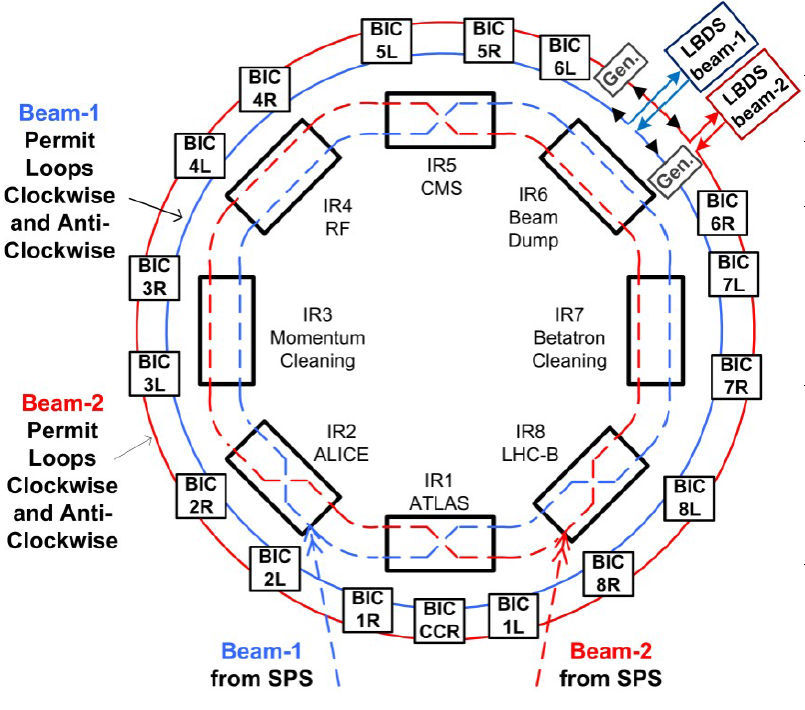 BIC
5L
BIC
5R
BIC
6L
Gen.
LBDS
beam-1
LBDS
beam-2
BIC
4R
Beam-1
Permit
Loops
Clockwise
and Anti-
Clockwise
BIC
4L
IR5
CMS
IR4
RF
IR6
Beam
Dump
Gen.
BIC
6R
BIC
3R
BIC
7L
IR3
Momentum
Cleaning
IR7
Betatron
Cleaning
BIC
3L
BIC
7R
Beam-2
Permit
Loops
Clockwise
and Anti-
Clockwise
IR2
ALICE
IR8
LHC-B
IR1
ATLAS
BIC
2R
BIC
8L
BIC
2L
BIC
8R
BIC
1R
BIC
CCR
BIC
1L
Beam-1
from SPS
Beam-2
from SPS